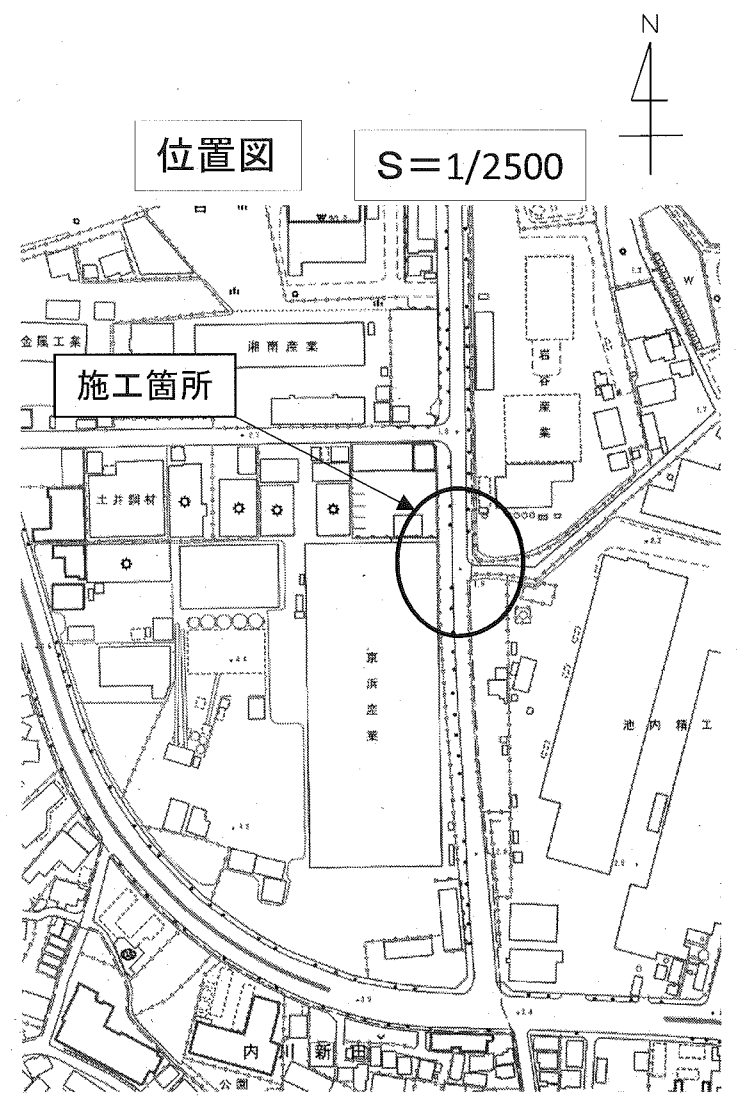 N
位置図
S＝1/2500
W
金属工業
湘南産業
岩谷産業
施工箇所
土井鋼材
京浜産業
池内精工
内川新田
公園